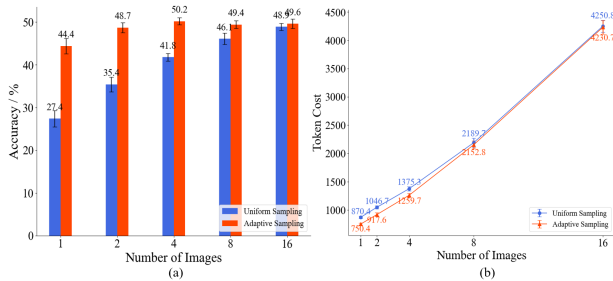 50
40
30
20
10
0
Accuracy / %
27.4
44.4
35.4
48.7
41.8
50.2
46.1
49.4
48.9
49.6
Uniform Sampling
Adaptive Sampling
1 2 4 8 16
Number of Images
(a)
4500
4000
3500
3000
2500
2000
1500
1000
Token Cost
870.4
1046.7
1375.3
2189.7
4250.8
750.4
917.6
1259.7
2152.8
4230.7
Uniform Sampling
Adaptive Sampling
1 2 4 8 16
Number of Images
(b)